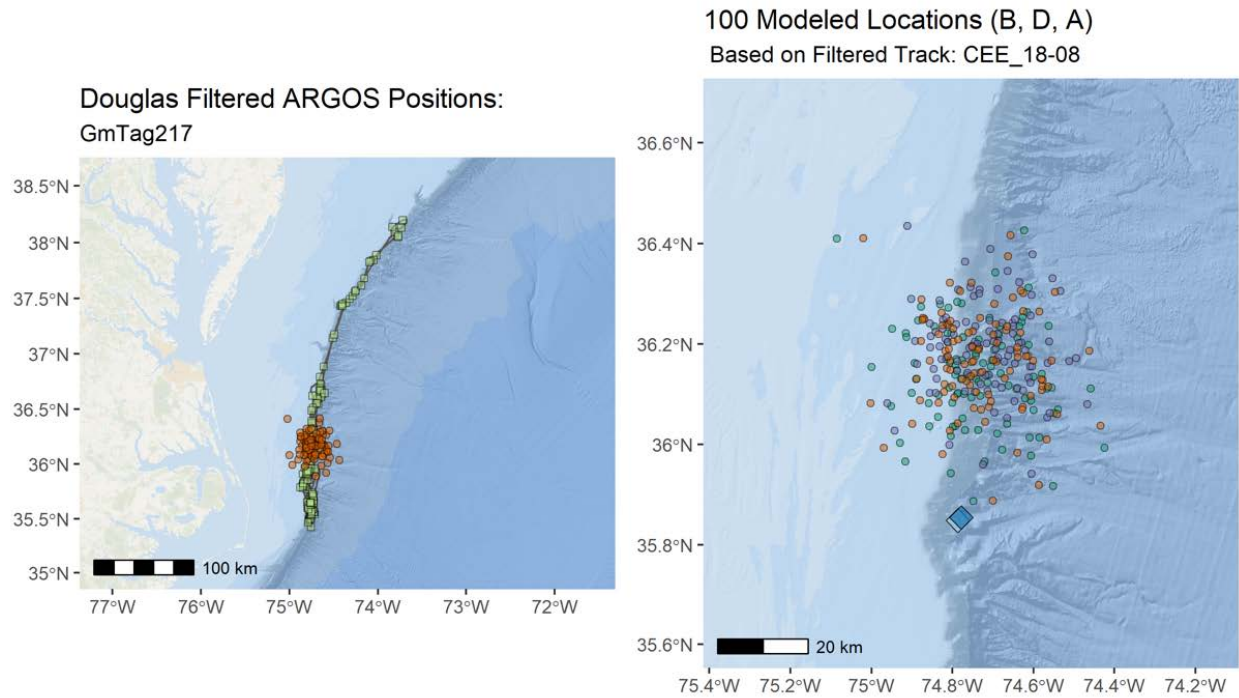 Douglas Filtered ARGOS Positions:
GmTag217
38.5°N
38°N
37.5°N
37°N
36.5°N
36°N
35.5°N
35°N
100 km
77°W 76°W 75°W 74°W 73°W 72°W
100 Modeled Locations (B, D, A)
Based on Filtered Track: CEE_18-08
36.6°N
36.4°N
36.2°N
36°N
35.8°N
35.6°N
20 km
75.4°W 75.2°W 75°W 74.8°W 74.6°W 74.4°W 74.2°W